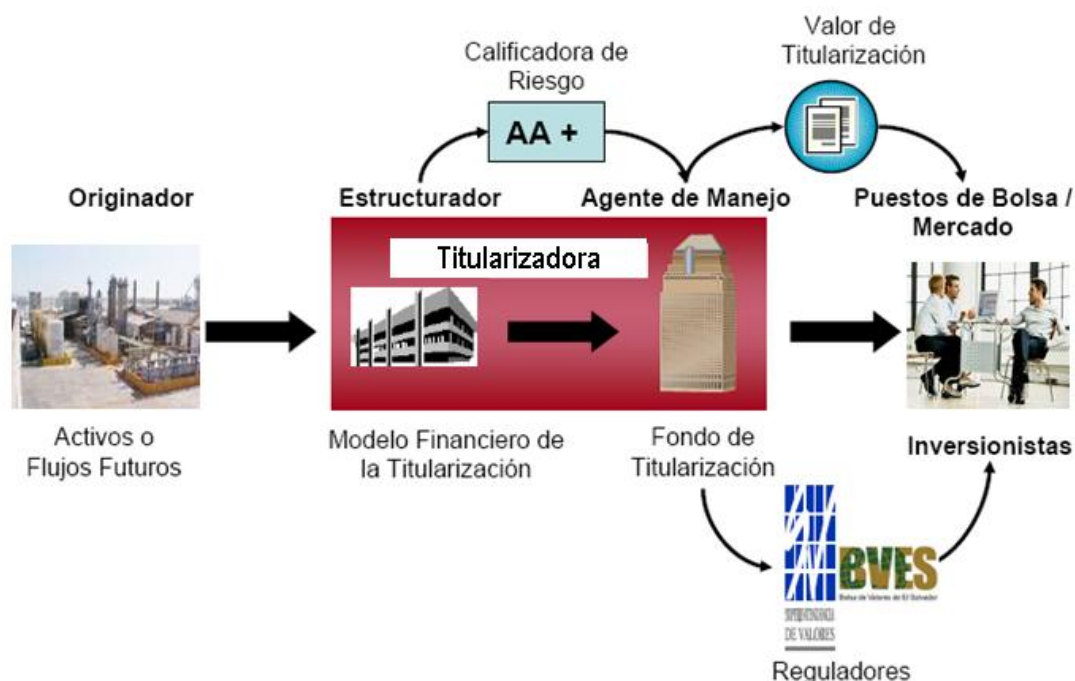 Calificadora de
Riesgo
AA +
Valor de
Titularización
Originador
Estructurador
Agente de Manejo
Puestos de Bolsa /
Mercado
Titularizadora
Activos o
Flujos Futuros
Modelo Financiero de
la Titularización
Fondo de
Titularización
Inversionistas
BVES
Bolsa de Valores de El Salvador
SUPERINTENDENCIA
DE VALORES
Reguladores